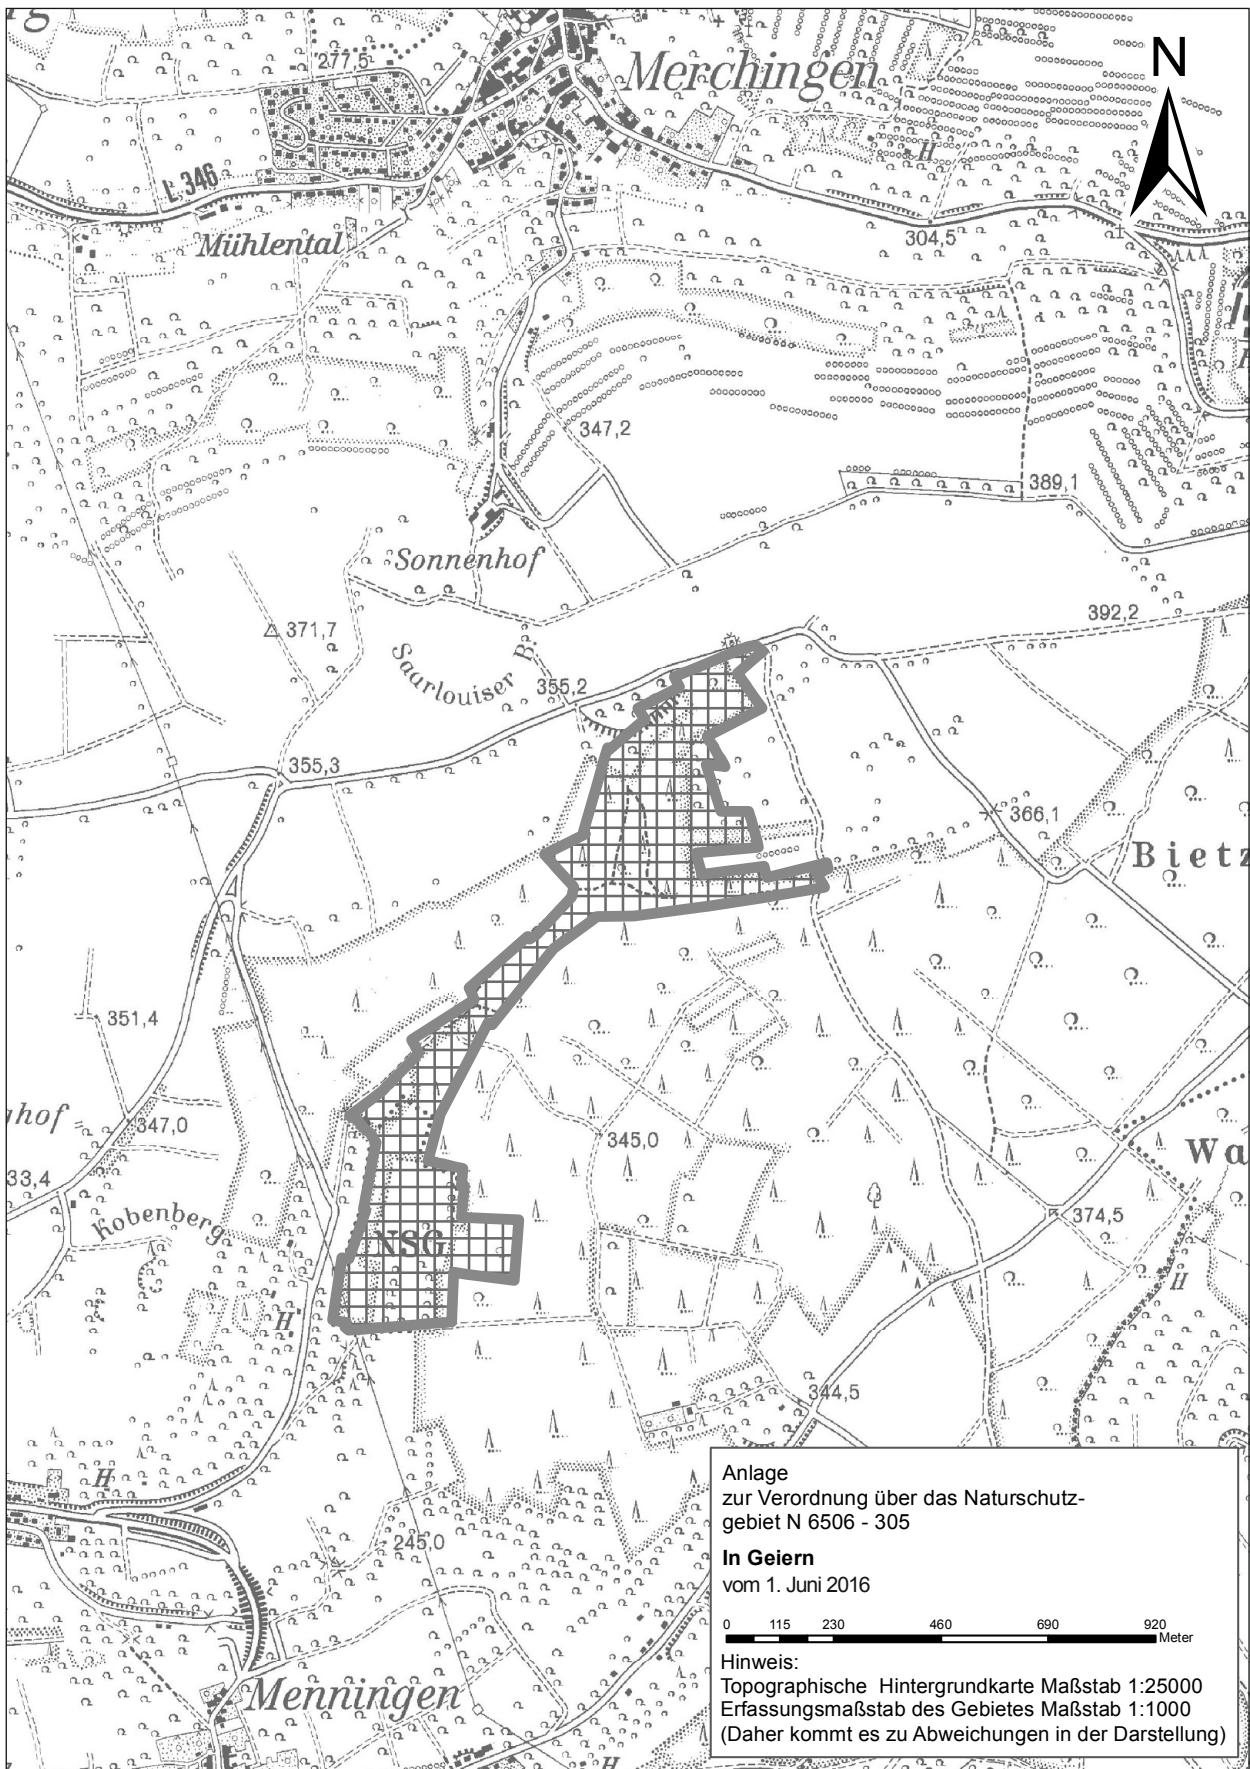 N
Merchingen
277,5
L 346
H
Mühlental
304,5
347,2
389,1
Sonnenhof
392,2
371,7
Saarlouiser B.
355,2
355,3
366,1
Bietz
351,4
hof
347,0
345,0
Wa
33,4
Kobenberg
374,5
NSG
H
H
344,5
H
245,0
Menningen
H
Anlage
zur Verordnung über das Naturschutz-
gebiet N 6506 - 305
In Geiern
vom 1. Juni 2016
0 115 230 460 690 920
Meter
Hinweis:
Topographische Hintergrundkarte Maßstab 1:25000
Erfassungsmaßstab des Gebietes Maßstab 1:1000
(Daher kommt es zu Abweichungen in der Darstellung)